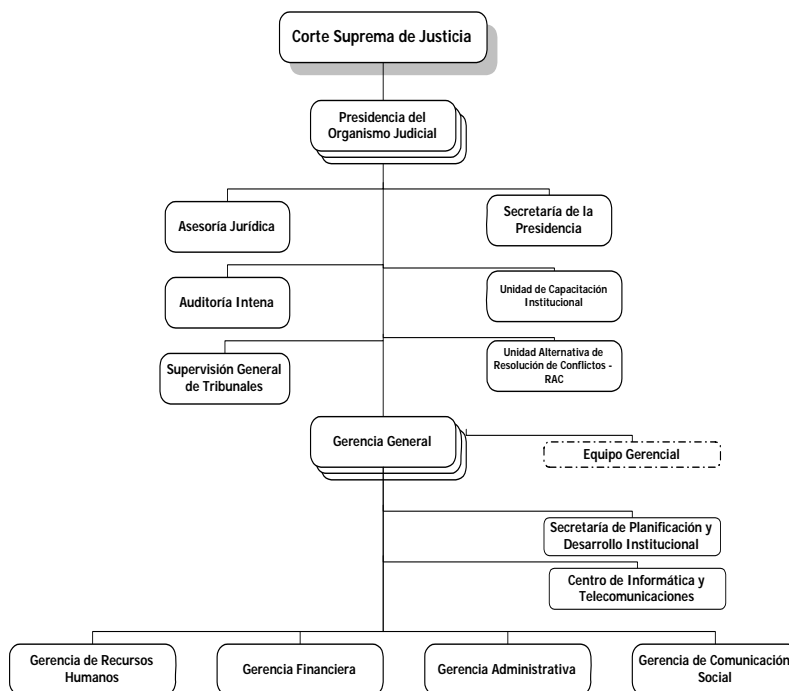 Corte Suprema de Justicia
Presidencia del
Organismo Judicial
Asesoría Jurídica
Secretaría de la
Presidencia
Auditoría Intena
Unidad de Capacitación
Institucional
Supervisión General
de Tribunales
Unidad Alternativa de
Resolución de Conflictos -
RAC
Gerencia General
Equipo Gerencial
Secretaría de Planificación y
Desarrollo Institucional
Centro de Informática y
Telecomunicaciones
Gerencia de Recursos
Humanos
Gerencia Financiera
Gerencia Administrativa
Gerencia de Comunicación
Social